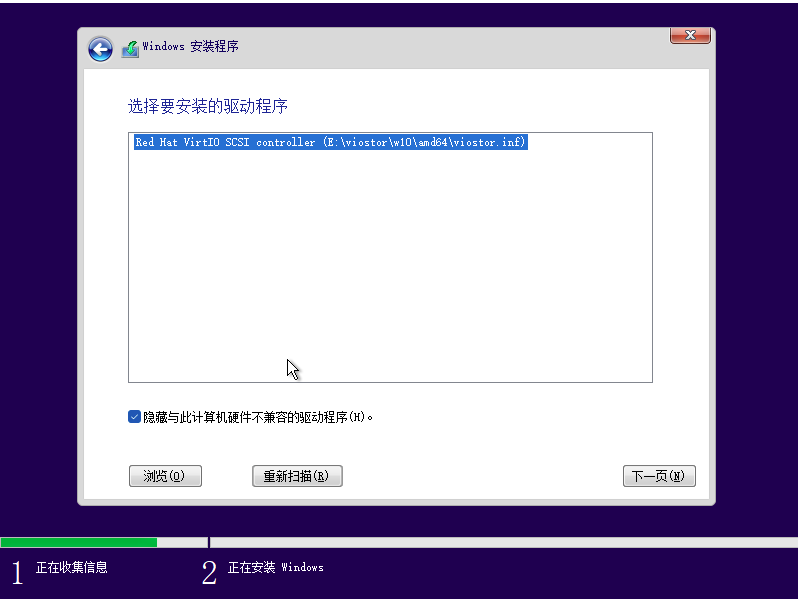 Windows 安装程序
选择要安装的驱动程序
Red Hat VirtIO SCSI controller (E:\viostor\w10\amd64\viostor.inf)
隐藏与此计算机硬件不兼容的驱动程序(H)。
浏览(O) 重新扫描(R) 下一页(N)
1 正在收集信息 2 正在安装 Windows